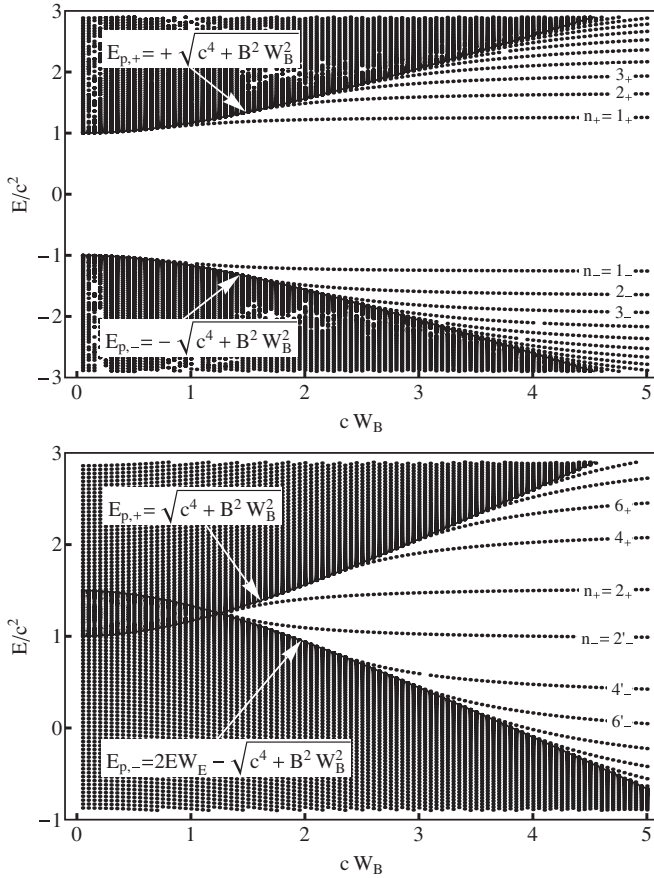 3
E_{p,+} = + √(c⁴ + B² W_B²)
2
3₊
2₊
n₊= 1₊
1
E/c²
0
−1
n₋= 1₋
2₋
3₋
−2
E_{p,−} = − √(c⁴ + B² W_B²)
−3
0 1 2 3 4 5
c W_B
3
E_{p,+} = √(c⁴ + B² W_B²)
6₊
4₊
2
n₊= 2₊
E/c²
1
n₋= 2'₋
4'₋
0
6'₋
E_{p,−}=2EW_E − √(c⁴ + B² W_B²)
−1
0 1 2 3 4 5
c W_B